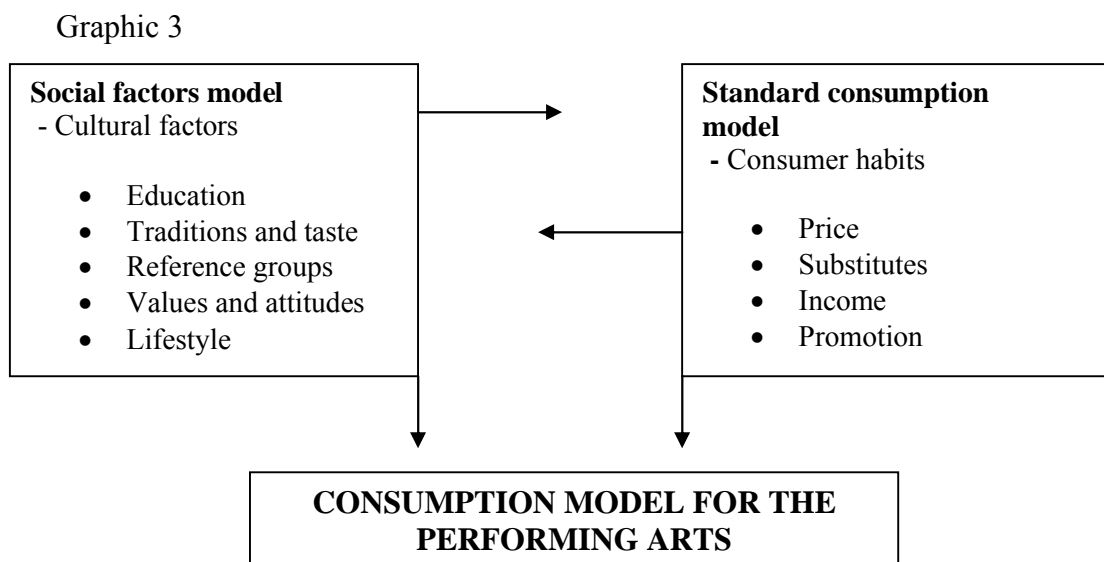 Graphic 3
Social factors model
- Cultural factors
• Education
• Traditions and taste
• Reference groups
• Values and attitudes
• Lifestyle
Standard consumption
model
- Consumer habits
• Price
• Substitutes
• Income
• Promotion
CONSUMPTION MODEL FOR THE
PERFORMING ARTS